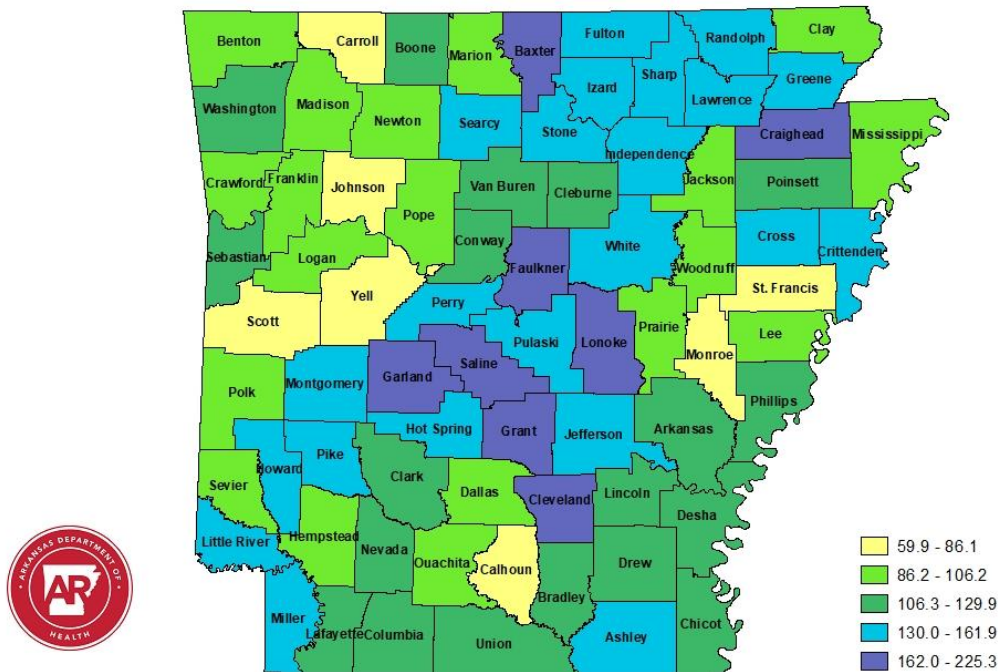 Benton
Carroll
Boone
Marion
Baxter
Fulton
Randolph
Clay
Sharp
Izard
Greene
Lawrence
Washington
Madison
Newton
Searcy
Stone
Independence
Craighead
Mississippi
Crawford
Franklin
Johnson
Pope
Van Buren
Cleburne
Jackson
Poinsett
Sebastian
Logan
Conway
Faulkner
White
Woodruff
Cross
Crittenden
Scott
Yell
Perry
Pulaski
Lonoke
Prairie
St. Francis
Monroe
Lee
Polk
Montgomery
Garland
Saline
Phillips
Hot Spring
Grant
Jefferson
Arkansas
Howard
Pike
Clark
Sevier
Dallas
Cleveland
Lincoln
Desha
Little River
Hempstead
Nevada
Ouachita
Calhoun
Bradley
Drew
Miller
Lafayette
Columbia
Union
Ashley
Chicot
ARKANSAS DEPARTMENT OF
AR
HEALTH
59.9 - 86.1
86.2 - 106.2
106.3 - 129.9
130.0 - 161.9
162.0 - 225.3